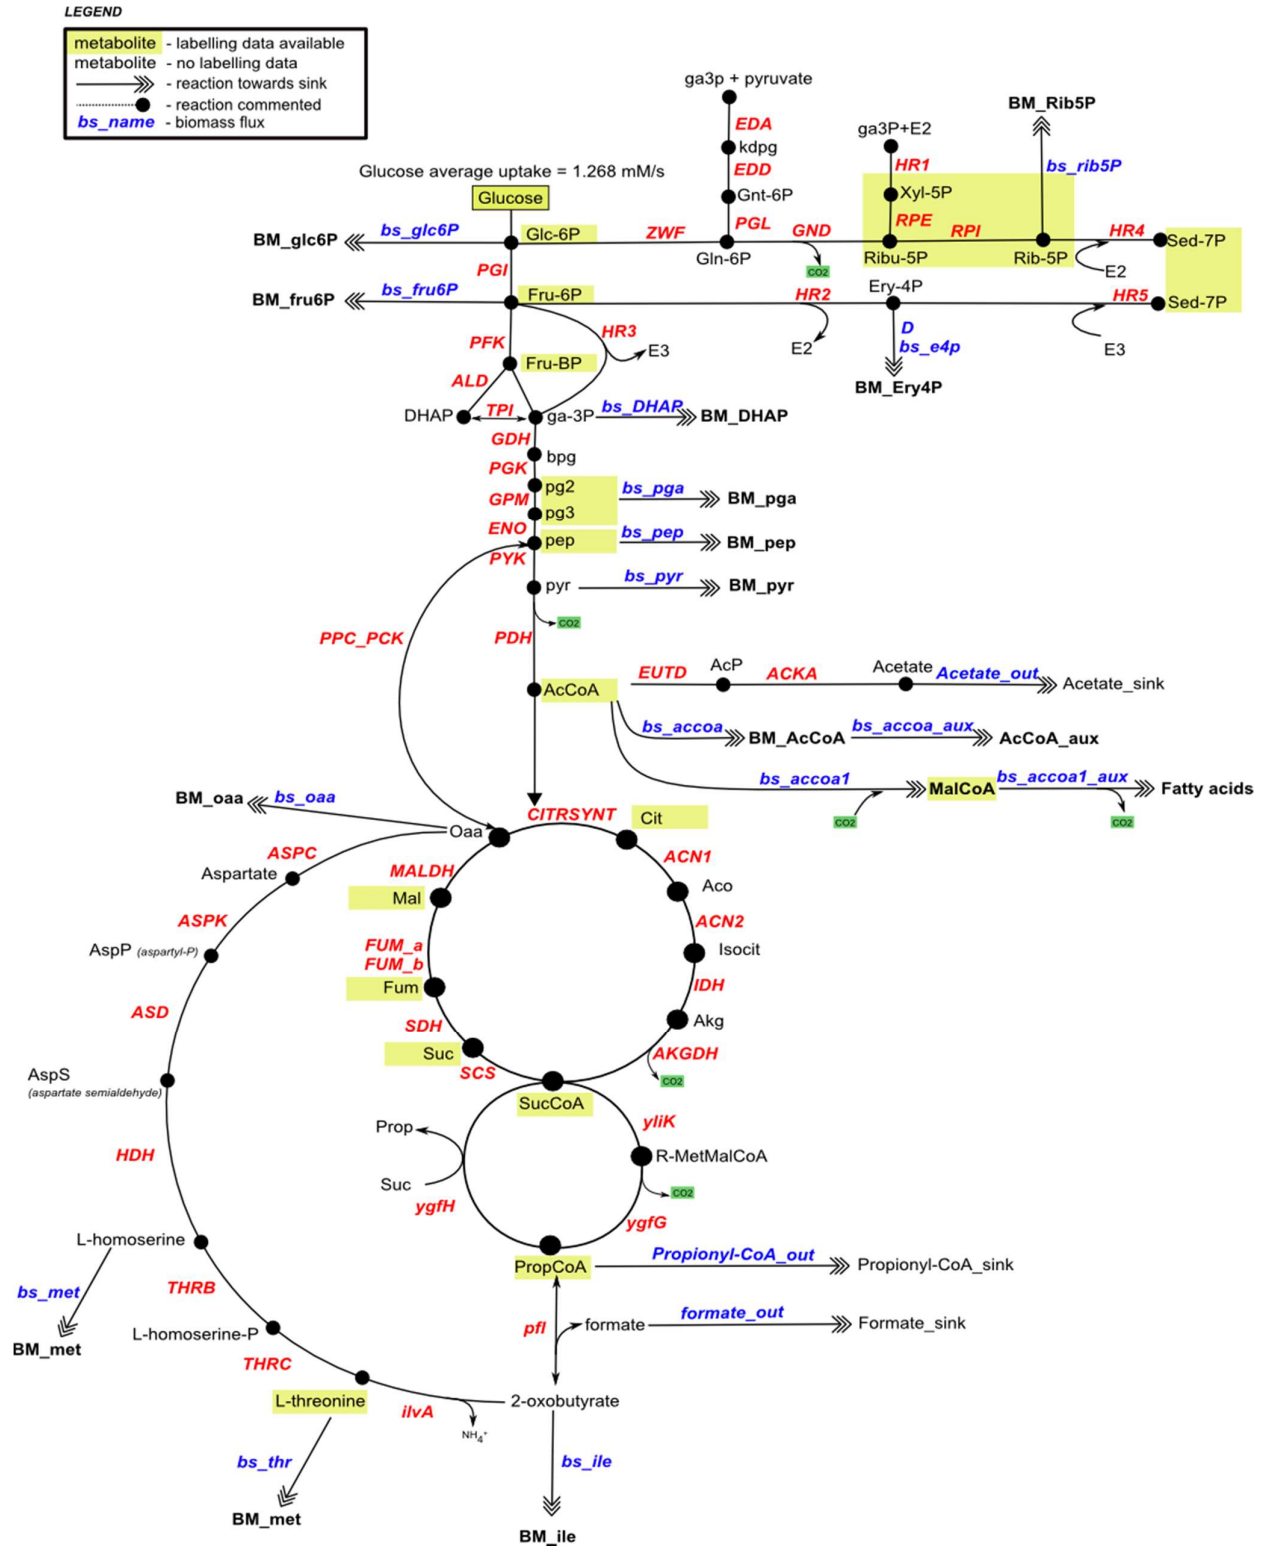 LEGEND
metabolite - labelling data available
metabolite - no labelling data
- reaction towards sink
- reaction commented
bs_name - biomass flux
ga3p + pyruvate
EDA
kdpg
EDD
Gnt-6P
PGL
Gln-6P
BM_Rib5P
bs_rib5P
ga3P+E2
HR1
Xyl-5P
RPE
Ribu-5P
RPI
Rib-5P
HR4
Sed-7P
E2
Glucose average uptake = 1.268 mM/s
Glucose
BM_glc6P
bs_glc6P
Glc-6P
ZWF
GND
CO2
PGI
BM_fru6P
bs_fru6P
Fru-6P
HR2
E2
Ery-4P
D
bs_e4p
BM_Ery4P
HR5
Sed-7P
E3
HR3
E3
PFK
Fru-BP
ALD
DHAP
TPI
ga-3P
bs_DHAP
BM_DHAP
GDH
bpg
PGK
pg2
GPM
pg3
bs_pga
BM_pga
ENO
pep
bs_pep
BM_pep
PYK
pyr
bs_pyr
BM_pyr
CO2
PPC_PCK
PDH
AcCoA
EUTD
AcP
ACKA
Acetate
Acetate_out
Acetate_sink
bs_accoa
BM_AcCoA
bs_accoa_aux
AcCoA_aux
bs_accoa1
MalCoA
bs_accoa1_aux
Fatty acids
CO2
CO2
BM_oaa
bs_oaa
Oaa
CITRSYNT
Cit
ACN1
Aco
ACN2
Isocit
IDH
Akg
AKGDH
CO2
MALDH
Mal
FUM_a
FUM_b
Fum
SDH
Suc
SCS
SucCoA
ASPC
Aspartate
ASPK
AspP (aspartyl-P)
ASD
AspS
(aspartate semialdehyde)
HDH
L-homoserine
bs_met
BM_met
THRB
L-homoserine-P
THRC
L-threonine
bs_thr
BM_met
ilvA
NH4+
Prop
Suc
ygfH
yliK
R-MetMalCoA
CO2
ygfG
PropCoA
Propionyl-CoA_out
Propionyl-CoA_sink
pfl
formate
formate_out
Formate_sink
2-oxobutyrate
bs_ile
BM_ile